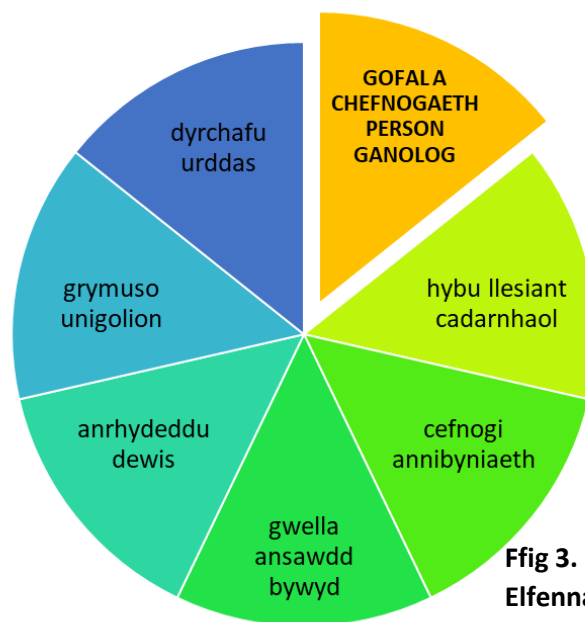 GOFAL A
CHEFNOGAETH
PERSON
GANOLOG
hybu llesiant
cadarnhaol
cefnogi
annibyniaeth
gwella
ansawdd
bywyd
anrhydeddu
dewis
grymuso
unigolion
dyrchafu
urddas
Ffig 3.